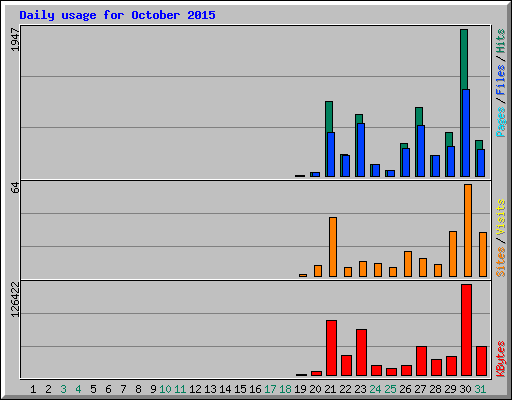 Daily usage for October 2015
1947
Pages / Files / Hits
64
Sites / Visits
126422
KBytes
1 2 3 4 5 6 7 8 9 10 11 12 13 14 15 16 17 18 19 20 21 22 23 24 25 26 27 28 29 30 31